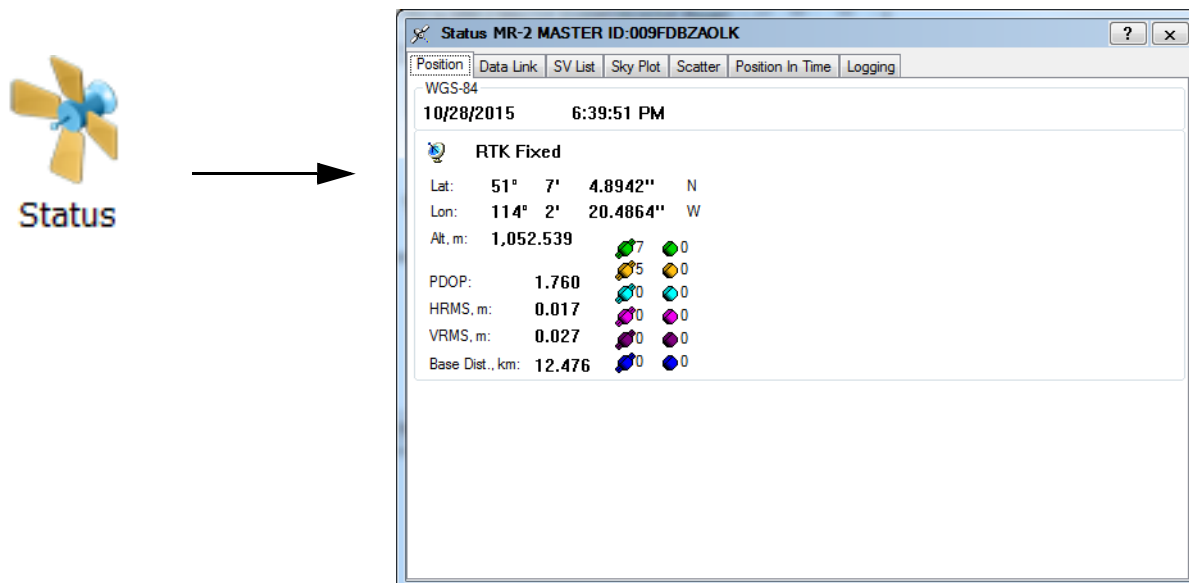 Status
Status MR-2 MASTER ID:009FDBZAOLK ? x
Position Data Link SV List Sky Plot Scatter Position In Time Logging
WGS-84
10/28/2015 6:39:51 PM
RTK Fixed
Lat: 51° 7' 4.8942'' N
Lon: 114° 2' 20.4864'' W
Alt, m: 1,052.539
7 0
5 0
PDOP: 1.760
0 0
HRMS, m: 0.017
0 0
VRMS, m: 0.027
0 0
Base Dist., km: 12.476
0 0